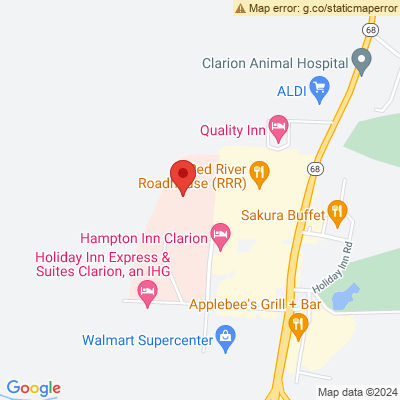 Map error: g.co/staticmaperror
68
Clarion Animal Hospital
ALDI
Quality Inn
Red River
Roadhouse (RRR)
68
Sakura Buffet
Hampton Inn Clarion
Holiday Inn Rd
Holiday Inn Express &
Suites Clarion, an IHG
Applebee's Grill + Bar
Walmart Supercenter
Google
Map data ©2024